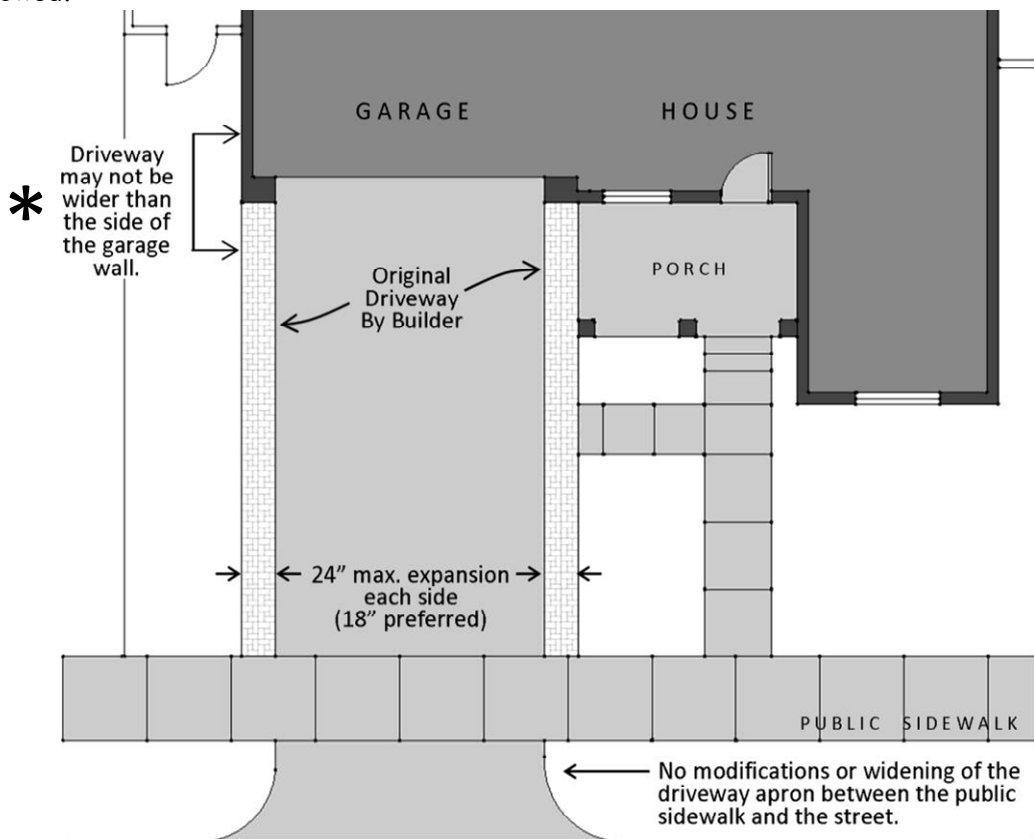 GARAGE
HOUSE
Driveway
may not be
wider than
the side of
the garage
wall.
*
Original
Driveway
By Builder
PORCH
24” max. expansion
each side
(18” preferred)
PUBLIC SIDEWALK
No modifications or widening of the
driveway apron between the public
sidewalk and the street.